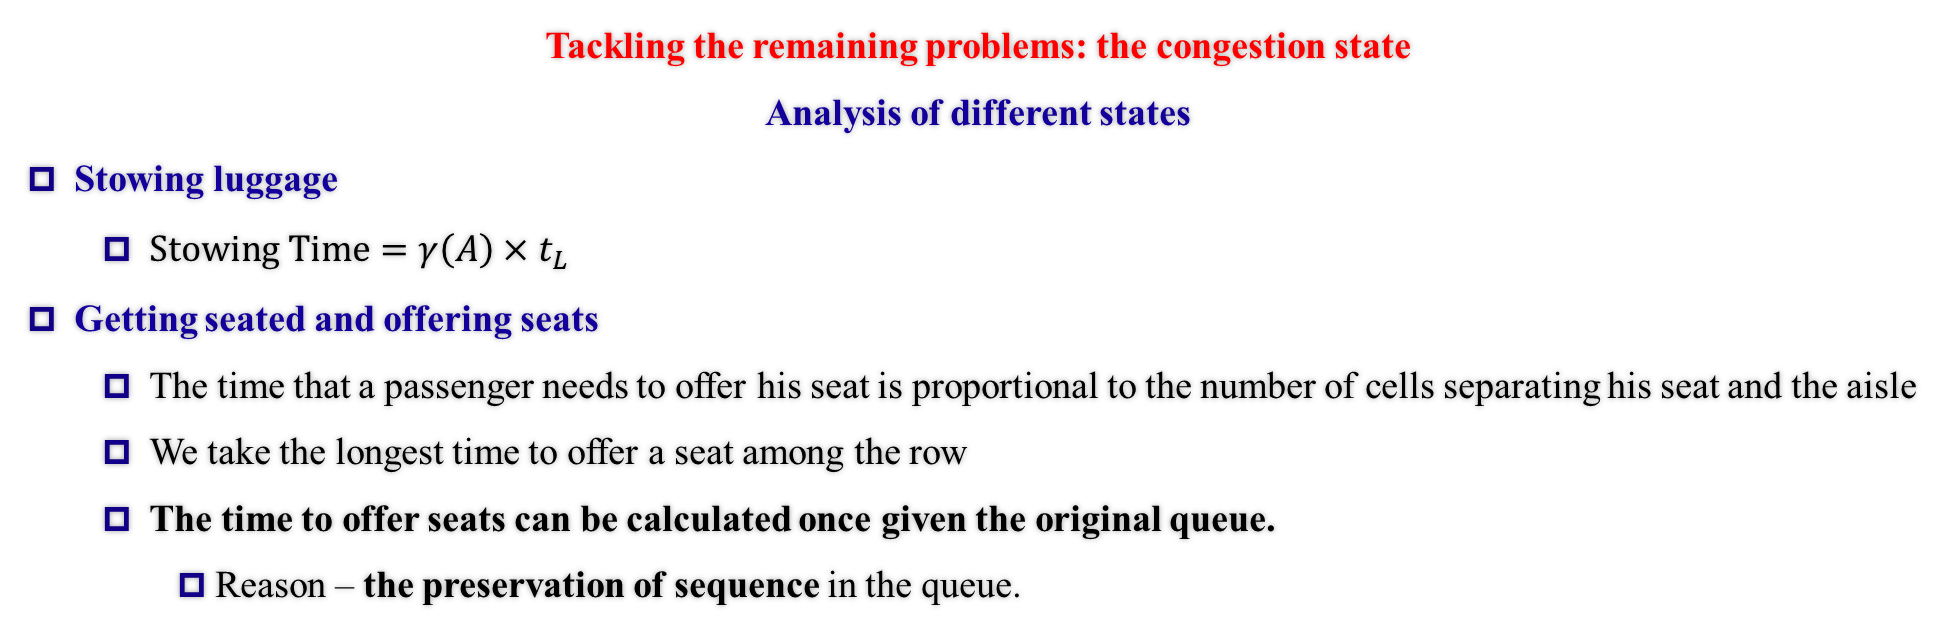 Tackling the remaining problems: the congestion state
Analysis of different states
Stowing luggage
Stowing Time = γ(A) × t_L
Getting seated and offering seats
The time that a passenger needs to offer his seat is proportional to the number of cells separating his seat and the aisle
We take the longest time to offer a seat among the row
The time to offer seats can be calculated once given the original queue.
Reason – the preservation of sequence in the queue.